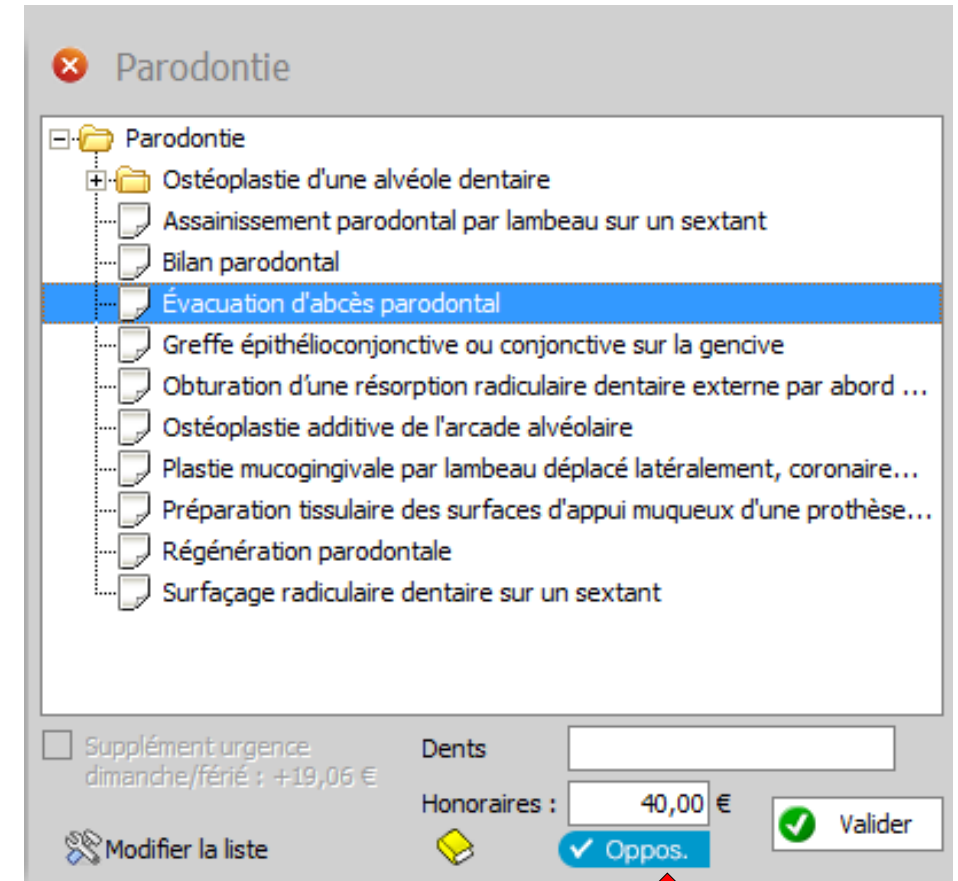 Parodontie
Parodontie
Ostéoplastie d'une alvéole dentaire
Assainissement parodontal par lambeau sur un sextant
Bilan parodontal
Évacuation d'abcès parodontal
Greffe épithélioconjonctive ou conjonctive sur la gencive
Obturation d’une résorption radiculaire dentaire externe par abord ...
Ostéoplastie additive de l'arcade alvéolaire
Plastie mucogingivale par lambeau déplacé latéralement, coronaire...
Préparation tissulaire des surfaces d'appui muqueux d'une prothèse...
Régénération parodontale
Surfaçage radiculaire dentaire sur un sextant
Supplément urgence
dimanche/férié : +19,06 €
Dents
Honoraires : 40,00 €
Valider
Modifier la liste
Oppos.